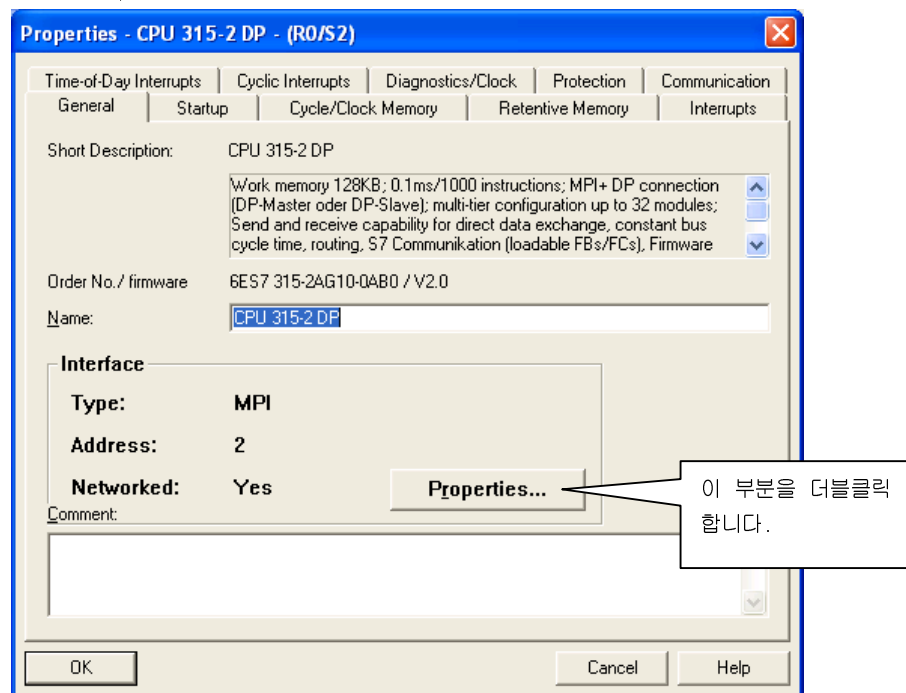 Properties - CPU 315-2 DP - (R0/S2)
Time-of-Day Interrupts Cyclic Interrupts Diagnostics/Clock Protection Communication
General Startup Cycle/Clock Memory Retentive Memory Interrupts
Short Description: CPU 315-2 DP
Work memory 128KB; 0.1ms/1000 instructions; MPI+ DP connection
(DP-Master oder DP-Slave); multi-tier configuration up to 32 modules;
Send and receive capability for direct data exchange, constant bus
cycle time, routing, S7 Communikation (loadable FBs/FCs), Firmware
Order No./ firmware 6ES7 315-2AG10-0AB0 / V2.0
Name: CPU 315-2 DP
Interface
Type: MPI
Address: 2
Networked: Yes Properties...
이 부분을 더블클릭
합니다.
Comment:
OK Cancel Help